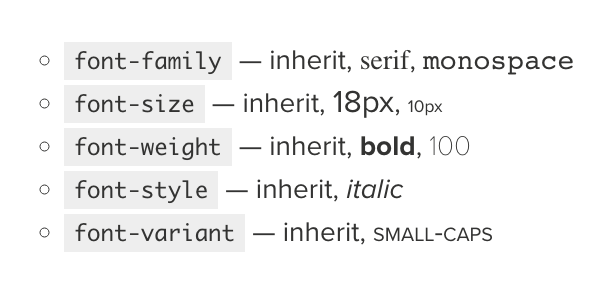 font-family — inherit, serif, monospace
font-size — inherit, 18px, 10px
font-weight — inherit, bold, 100
font-style — inherit, italic
font-variant — inherit, SMALL-CAPS